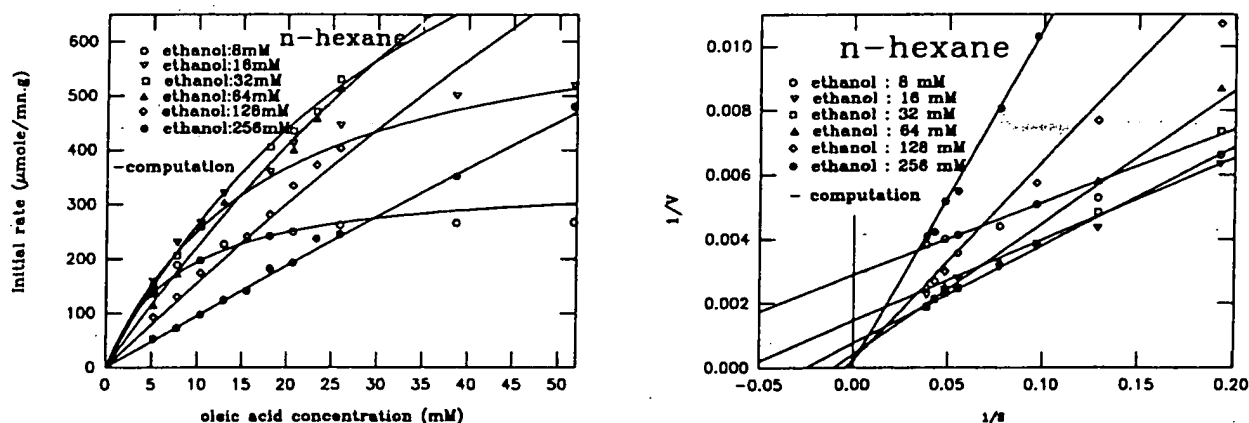 n-hexane
600
500
400
300
200
100
0
Initial rate (μmole/mn.g)
ethanol:8mM
ethanol:16mM
ethanol:32mM
ethanol:64mM
ethanol:128mM
ethanol:256mM
-computation
0 5 10 15 20 25 30 35 40 45 50
oleic acid concentration (mM)
n-hexane
0.010
0.008
0.006
0.004
0.002
0.000
1/V
ethanol : 8 mM
ethanol : 16 mM
ethanol : 32 mM
ethanol : 64 mM
ethanol : 128 mM
ethanol : 256 mM
- computation
-0.05 0.00 0.05 0.10 0.15 0.20
1/S